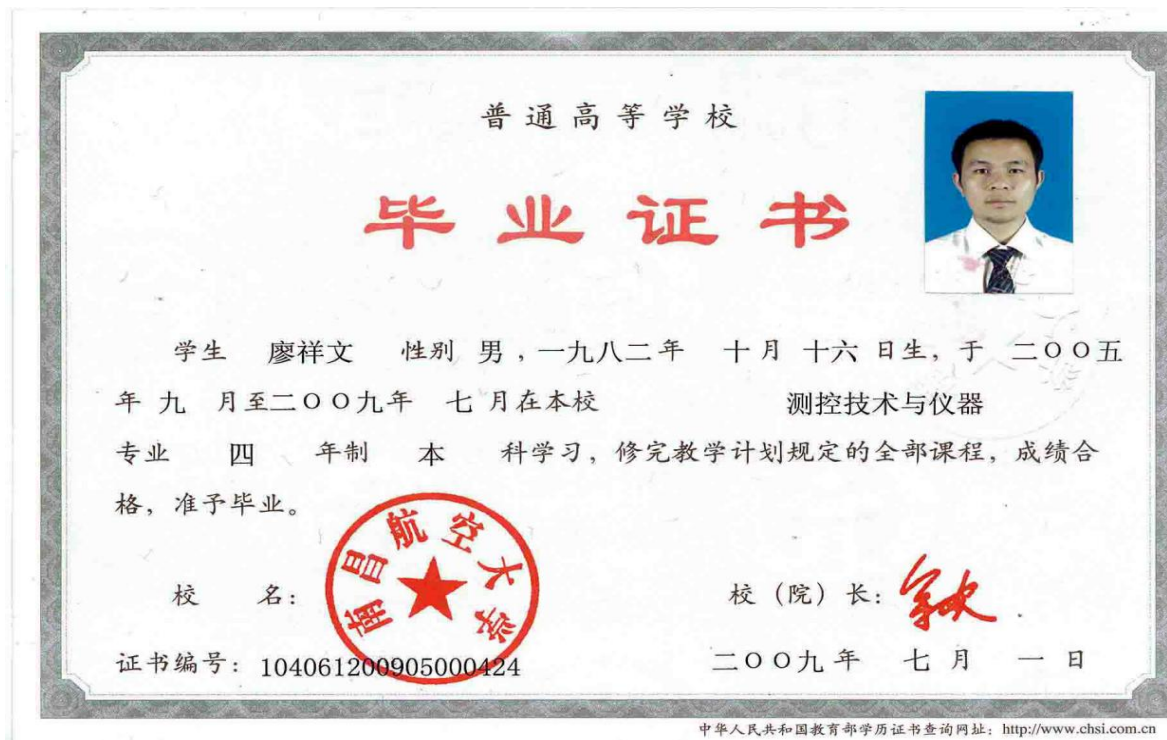 普通高等学校
毕业证书
学生 廖祥文 性别 男 ，一九八二年 十月 十六 日生，于 二〇〇五
年 九 月至二〇〇九年 七 月在本校 测控技术与仪器
专业 四 年制 本 科学习，修完教学计划规定的全部课程，成绩合
格，准予毕业。
南昌航空大学
校 名： 校（院）长：
证书编号：104061200905000424 二〇〇九年 七 月 一 日
中华人民共和国教育部学历证书查询网址：http://www.chsi.com.cn